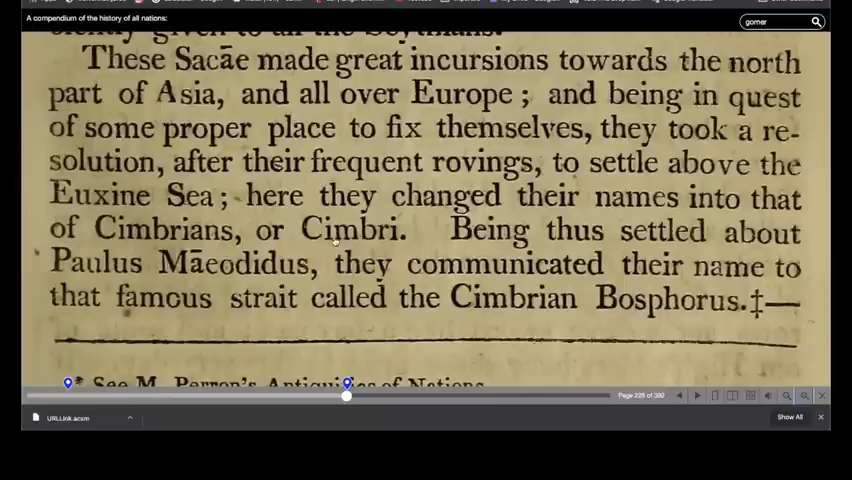 A compendium of the history of all nations:
gomer
These Sacāe made great incursions towards the north
part of Asia, and all over Europe; and being in quest
of some proper place to fix themselves, they took a re-
solution, after their frequent rovings, to settle above the
Euxine Sea; here they changed their names into that
of Cimbrians, or Cimbri. Being thus settled about
Paulus Māeodidus, they communicated their name to
that famous strait called the Cimbrian Bosphorus.‡—
* See M. Perron's Antiquities of Nations
Page 228 of 392
URLLink.acsm
Show All